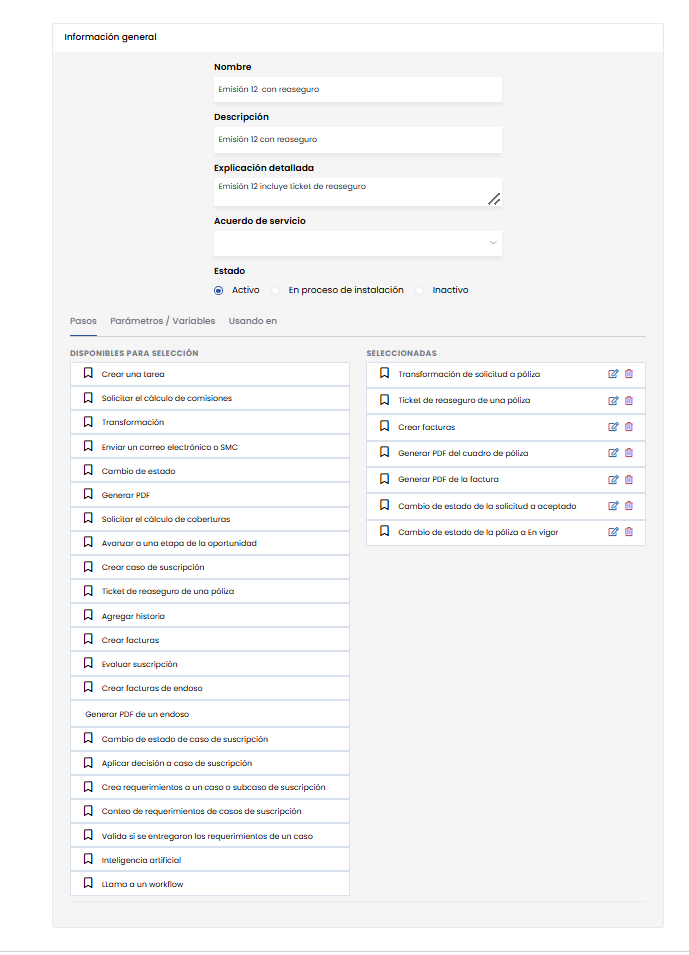 Información general
Nombre
Emisión 12 con reaseguro
Descripción
Emisión 12 con reaseguro
Explicación detallada
Emisión 12 incluye ticket de reaseguro
Acuerdo de servicio
Estado
Activo En proceso de instalación Inactivo
Pasos Parámetros / Variables Usando en
DISPONIBLES PARA SELECCIÓN
Crear una tarea
Solicitar el cálculo de comisiones
Transformación
Enviar un correo electrónico o SMC
Cambio de estado
Generar PDF
Solicitar el cálculo de coberturas
Avanzar a una etapa de la oportunidad
Crear caso de suscripción
Ticket de reaseguro de una póliza
Agregar historia
Crear facturas
Evaluar suscripción
Crear facturas de endoso
Generar PDF de un endoso
Cambio de estado de caso de suscripción
Aplicar decisión a caso de suscripción
Crea requerimientos a un caso o subcaso de suscripción
Conteo de requerimientos de casos de suscripción
Valida si se entregaron los requerimientos de un caso
Inteligencia artificial
LLama a un workflow
SELECCIONADAS
Transformación de solicitud a póliza
Ticket de reaseguro de una póliza
Crear facturas
Generar PDF del cuadro de póliza
Generar PDF de la factura
Cambio de estado de la solicitud a aceptado
Cambio de estado de la póliza a En vigor